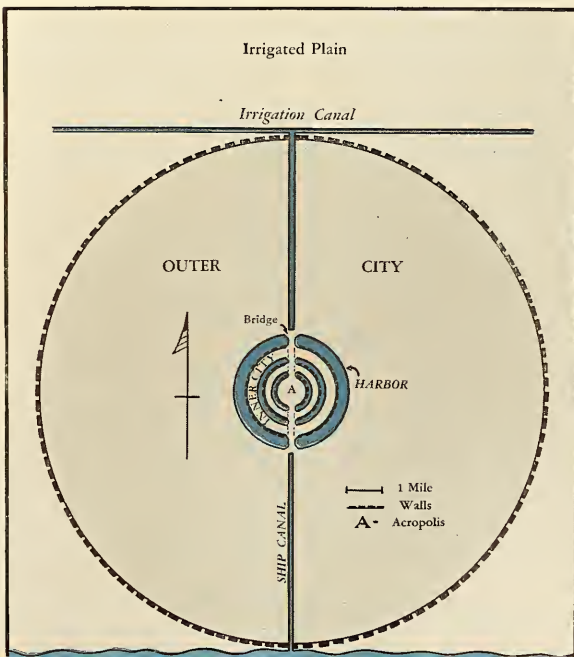 Irrigated Plain
Irrigation Canal
OUTER
CITY
Bridge
INNER CITY
A
HARBOR
1 Mile
Walls
A- Acropolis
SHIP CANAL